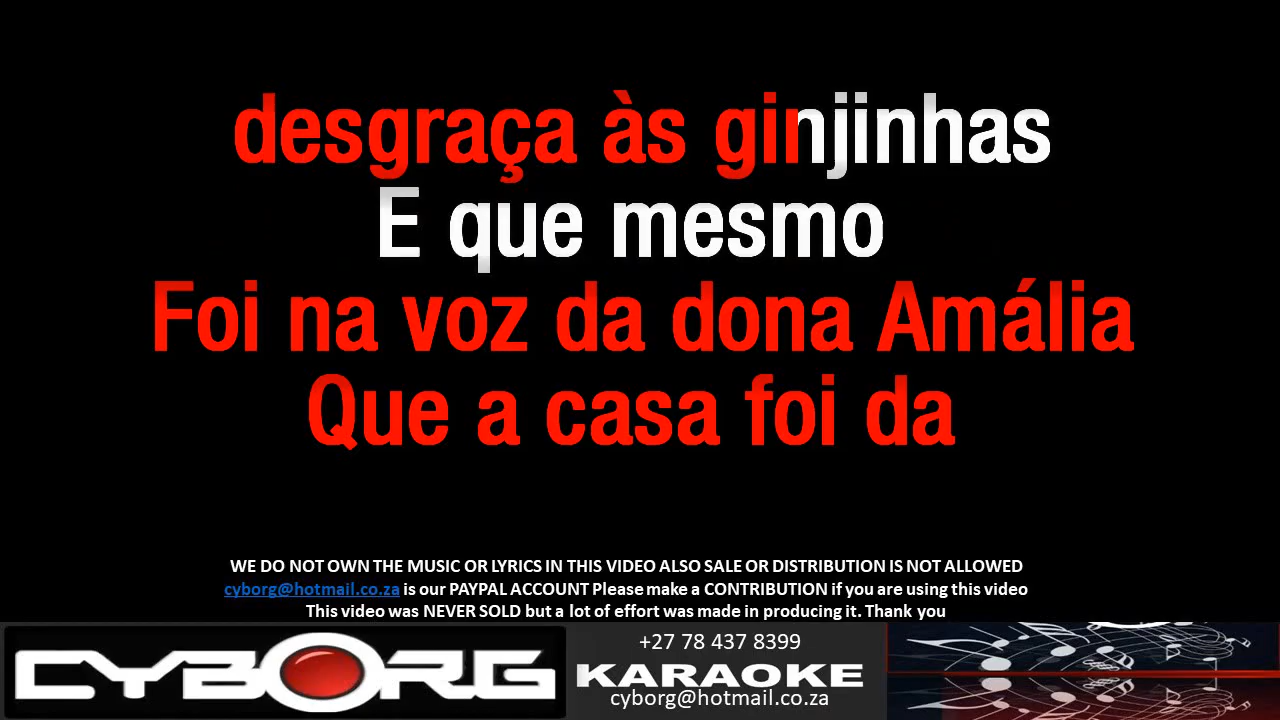 desgraça às ginjinhas
E que mesmo
Foi na voz da dona Amália
Que a casa foi da
WE DO NOT OWN THE MUSIC OR LYRICS IN THIS VIDEO ALSO SALE OR DISTRIBUTION IS NOT ALLOWED
cyborg@hotmail.co.za is our PAYPAL ACCOUNT Please make a CONTRIBUTION if you are using this video
This video was NEVER SOLD but a lot of effort was made in producing it. Thank you
CYBORG
+27 78 437 8399
KARAOKE
cyborg@hotmail.co.za